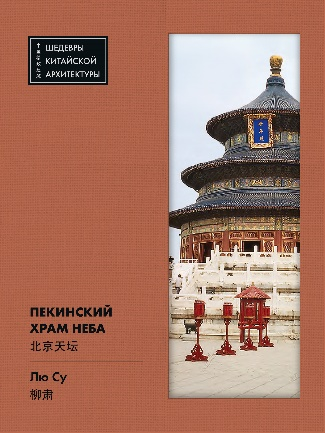 ШЕДЕВРЫ
КИТАЙСКОЙ
АРХИТЕКТУРЫ
ПЕКИНСКИЙ
ХРАМ НЕБА
北京天坛
Лю Су
柳肃